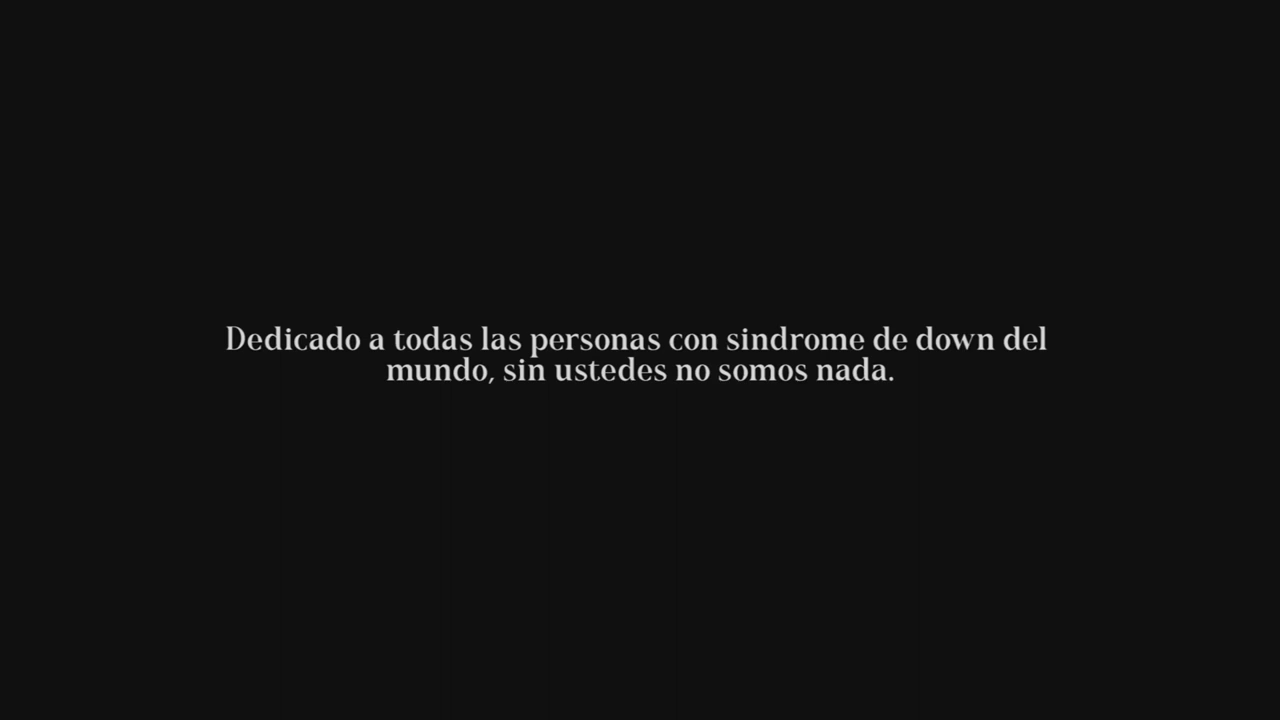 Dedicado a todas las personas con sindrome de down del
mundo, sin ustedes no somos nada.